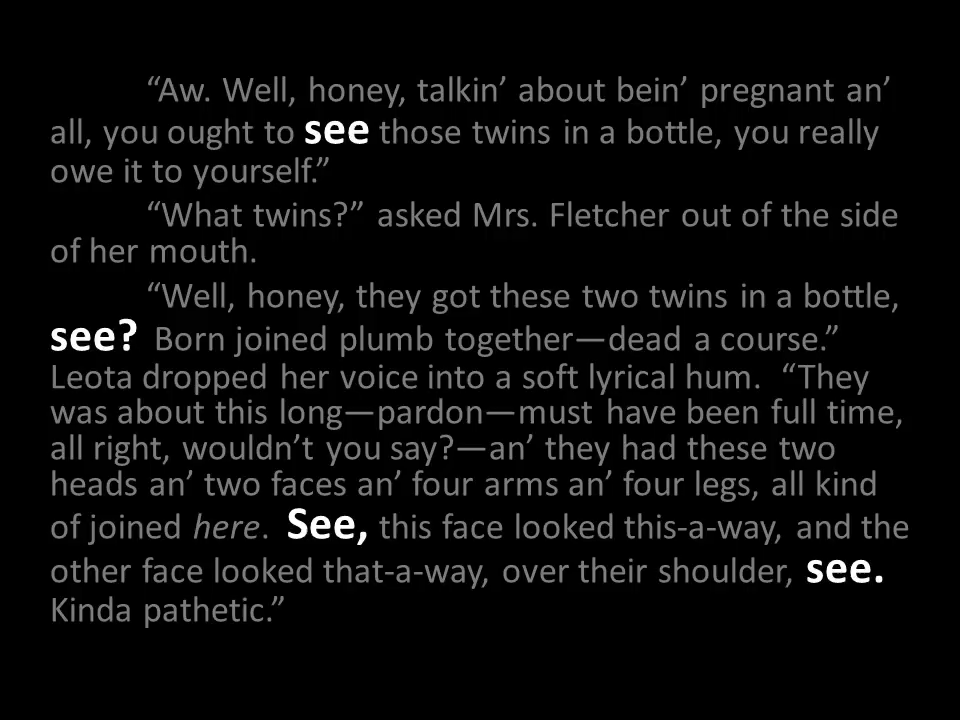 “Aw. Well, honey, talkin’ about bein’ pregnant an’
all, you ought to see those twins in a bottle, you really
owe it to yourself.”
“What twins?” asked Mrs. Fletcher out of the side
of her mouth.
“Well, honey, they got these two twins in a bottle,
see? Born joined plumb together—dead a course.”
Leota dropped her voice into a soft lyrical hum. “They
was about this long—pardon—must have been full time,
all right, wouldn’t you say?—an’ they had these two
heads an’ two faces an’ four arms an’ four legs, all kind
of joined here. See, this face looked this-a-way, and the
other face looked that-a-way, over their shoulder, see.
Kinda pathetic.”